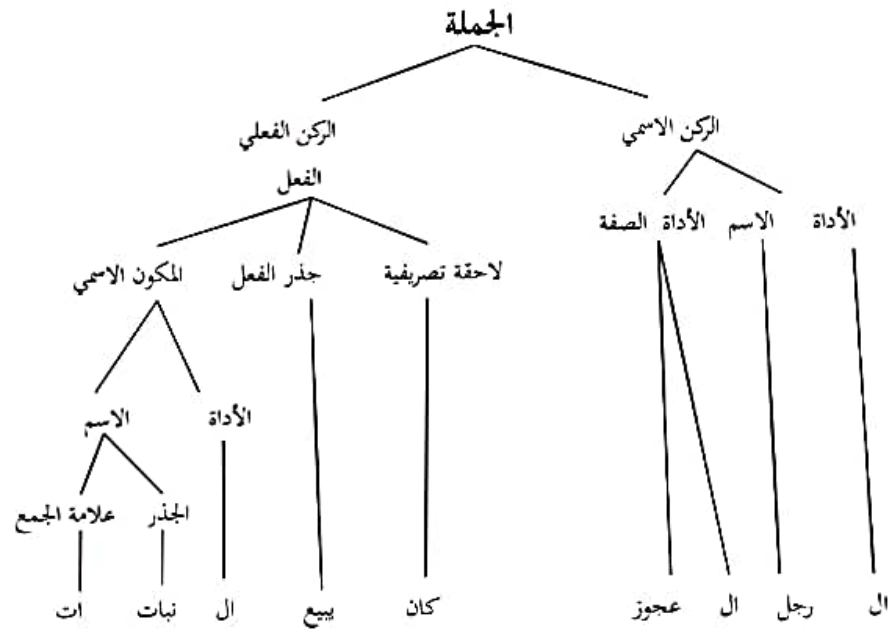 الجملة
الركن الاسمي الركن الفعلي
الفعل
الأداة الاسم الأداة الصفة
لاحقة تصريفية جذر الفعل المكون الاسمي
الأداة الاسم
الجذر علامة الجمع
ال رجل ال عجوز كان يبيع ال نبات ات